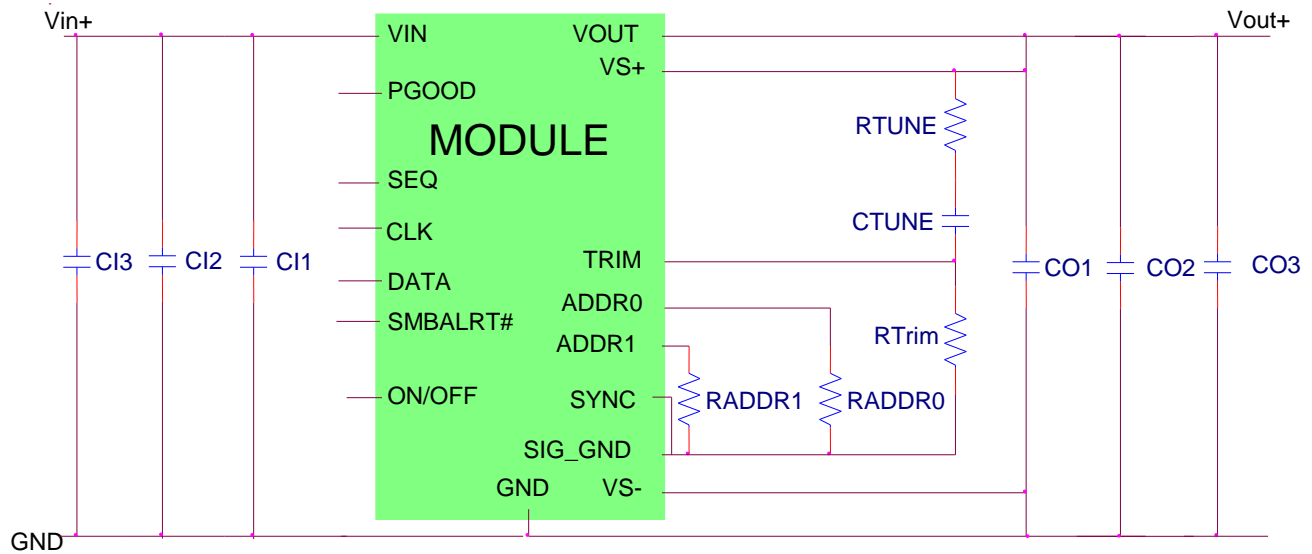 Vin+
Vout+
VIN
VOUT
VS+
PGOOD
RTUNE
MODULE
SEQ
CTUNE
CLK
TRIM
CI3
CI2
CI1
CO1
CO2
CO3
DATA
ADDR0
SMBALRT#
RTrim
ADDR1
ON/OFF
SYNC
RADDR1
RADDR0
SIG_GND
GND
VS-
GND